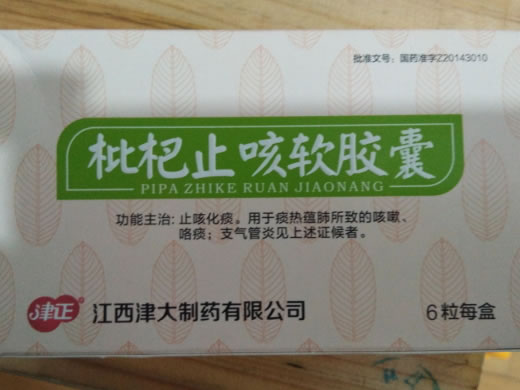 批准文号：国药准字Z20143010
枇杷止咳软胶囊
PIPA ZHIKE RUAN JIAONANG
功能主治: 止咳化痰。用于痰热蕴肺所致的咳嗽、
咯痰；支气管炎见上述证候者。
津正 江西津大制药有限公司 6粒每盒